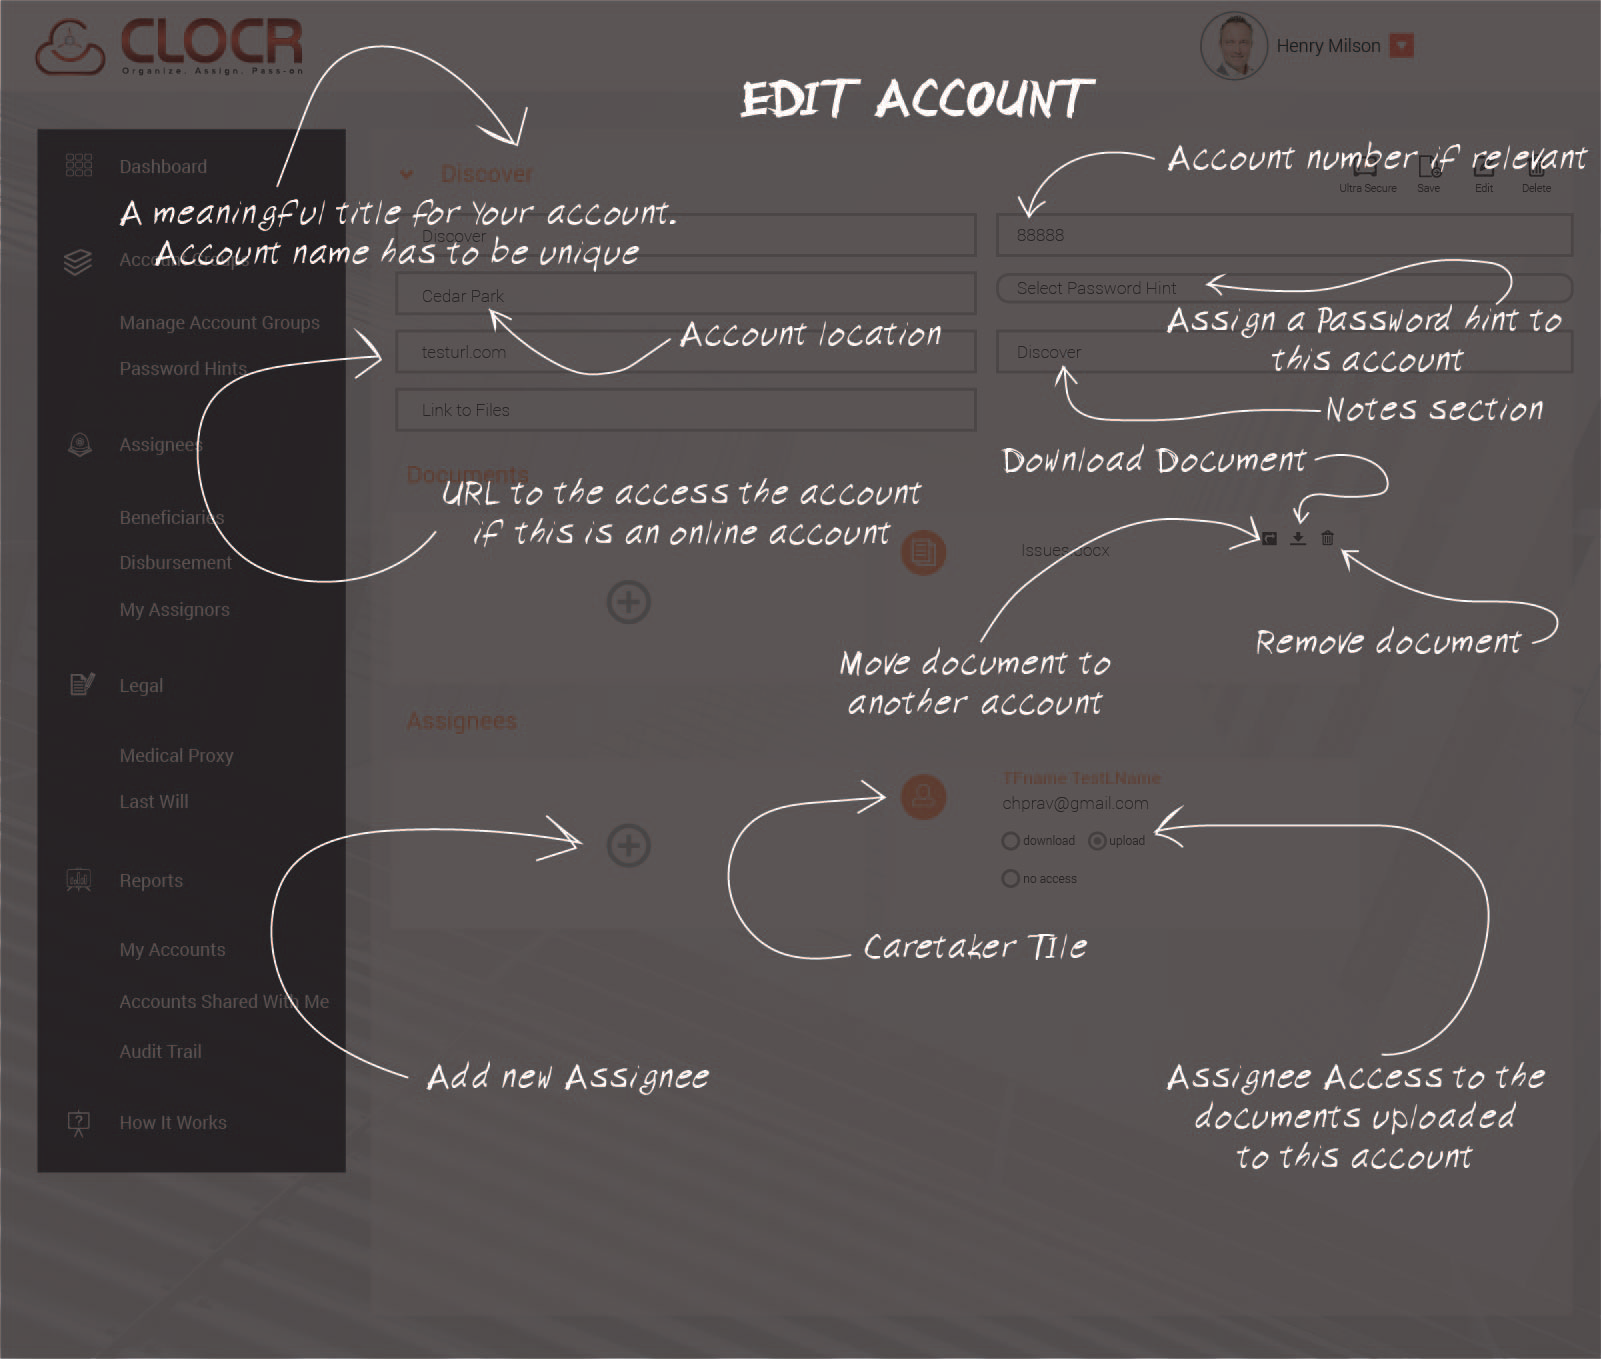 CLOCR
Organize. Assign. Pass-on
Henry Milson
EDIT ACCOUNT
Dashboard
Discover
Account number if relevant
Ultra Secure
Save
Edit
Delete
A meaningful title for Your account.
Account name has to be unique
Discover
88888
Account Groups
Cedar Park
Select Password Hint
Manage Account Groups
Account location
Assign a Password hint to
this account
testurl.com
Discover
Password Hints
Link to Files
Notes section
Assignees
Download Document
Documents
URL to the access the account
if this is an online account
Beneficiaries
Issues.docx
Disbursement
My Assignors
Remove document
Move document to
another account
Legal
Assignees
Medical Proxy
TFname TestLName
chprav@gmail.com
Last Will
download
upload
no access
Reports
Caretaker Tile
My Accounts
Accounts Shared With Me
Audit Trail
Add new Assignee
Assignee Access to the
documents uploaded
to this account
How It Works